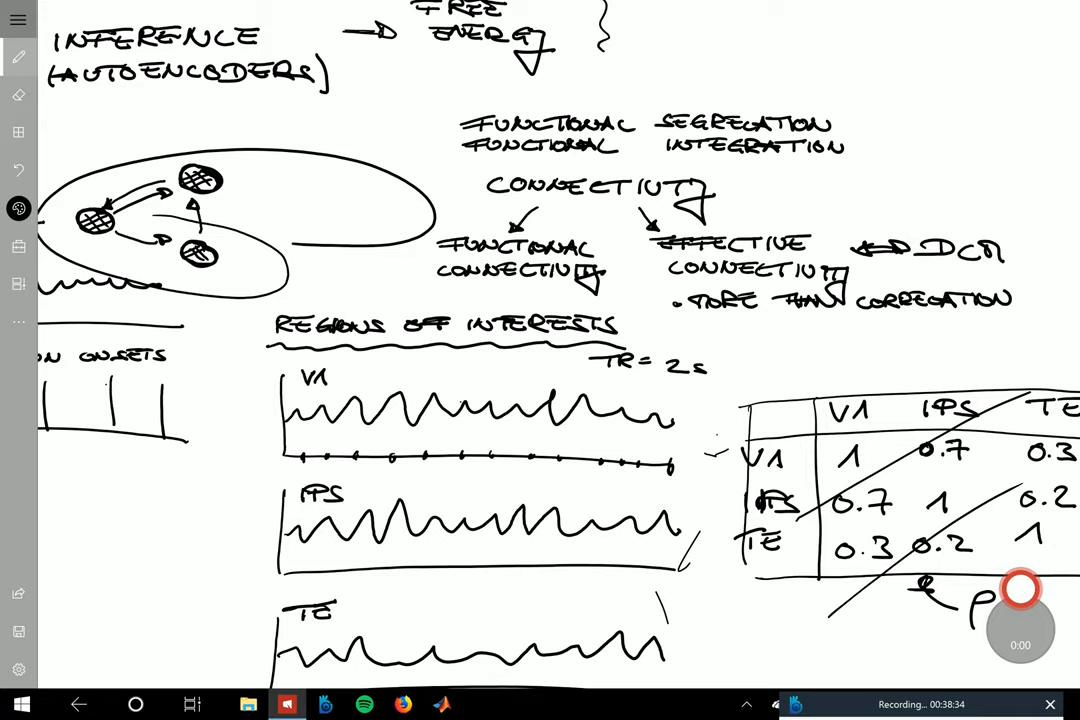 FREE
INFERENCE → ENERGY
(AUTOENCODERS)
FUNCTIONAL SEGREGATION
FUNCTIONAL INTEGRATION
CONNECTIVITY
FUNCTIONAL CONNECTIVITY
EFFECTIVE CONNECTIVITY ↔ DCM
. MORE THAN CORRELATION
REGIONS OFF INTERESTS
TR = 2s
ON ONSETS
V1
IPS
TE
V1 IPS TE
V1 1 0.7 0.3
IPS 0.7 1 0.2
TE 0.3 0.2 1
ρ
0:00
Recording... 00:38:34